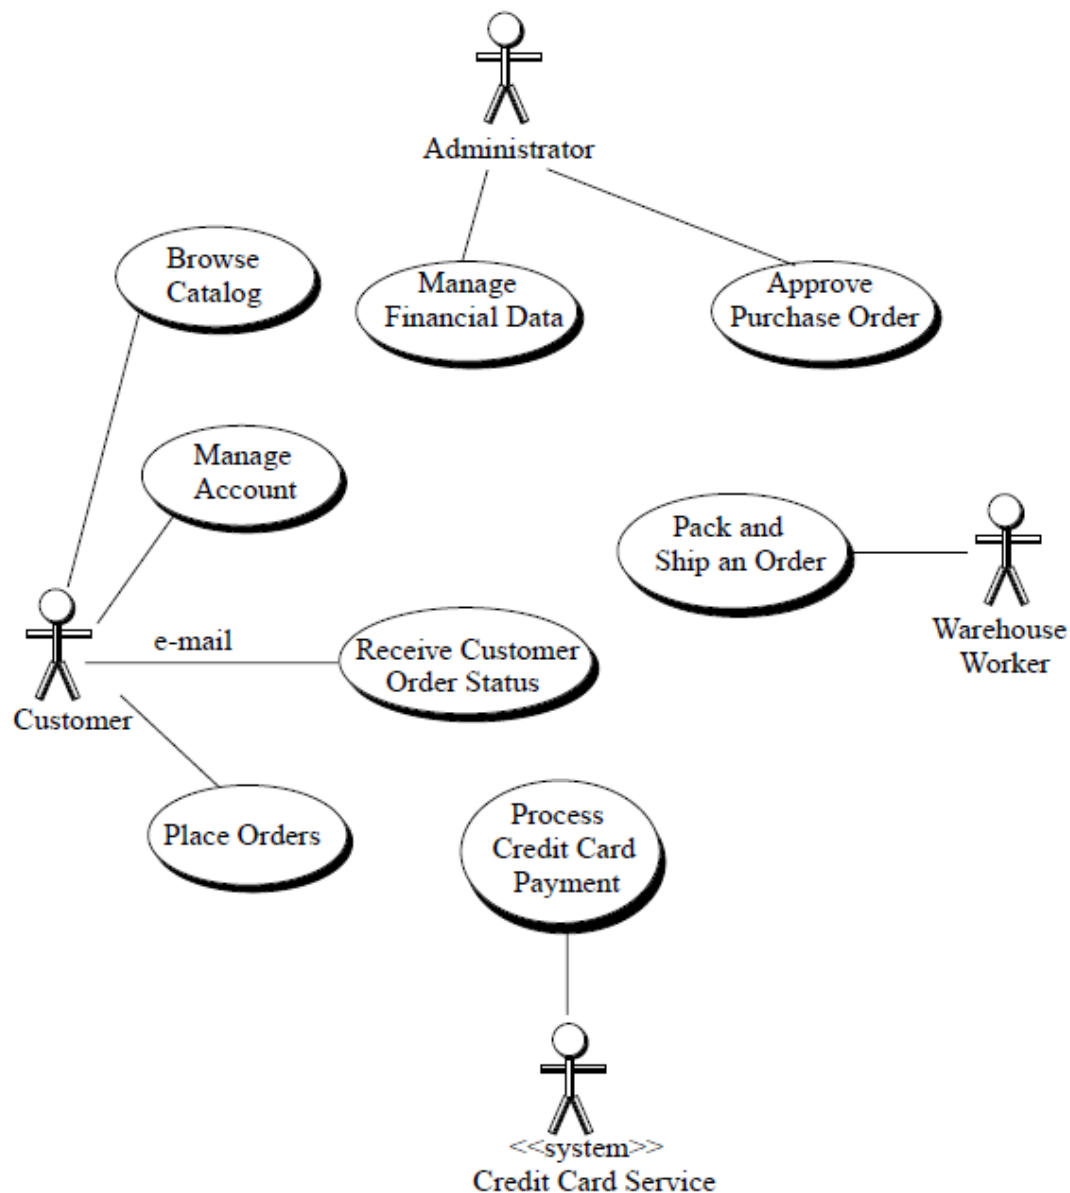 Administrator
Browse
Catalog
Manage
Financial Data
Approve
Purchase Order
Manage
Account
Pack and
Ship an Order
Warehouse
Worker
e-mail
Receive Customer
Order Status
Customer
Place Orders
Process
Credit Card
Payment
<<system>>
Credit Card Service